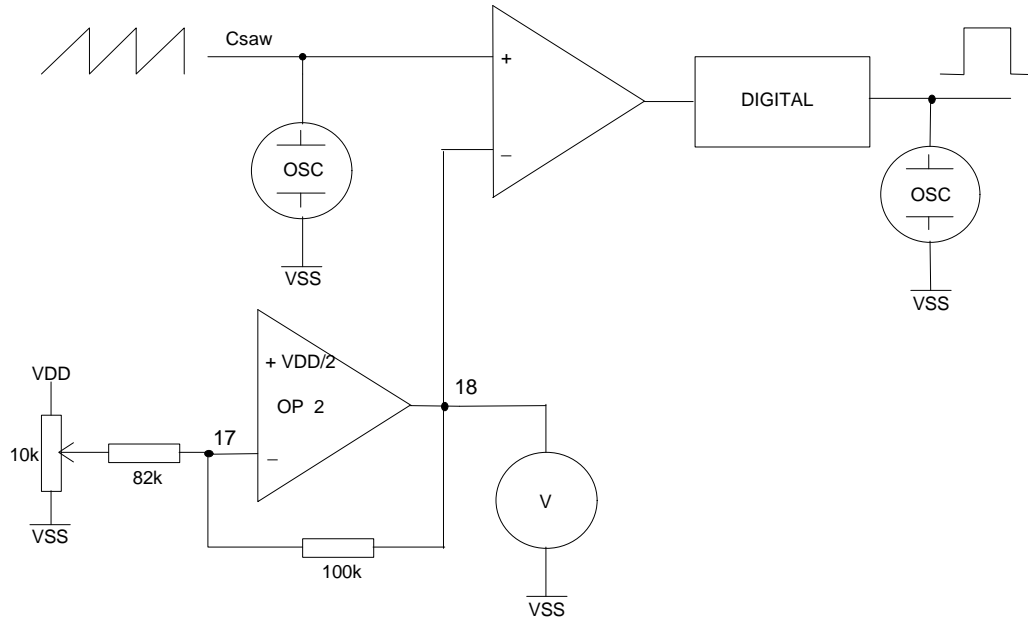 Csaw
+
DIGITAL
−
OSC
OSC
VSS
VSS
+ VDD/2
VDD
18
OP 2
17
10k
−
82k
V
VSS
100k
VSS